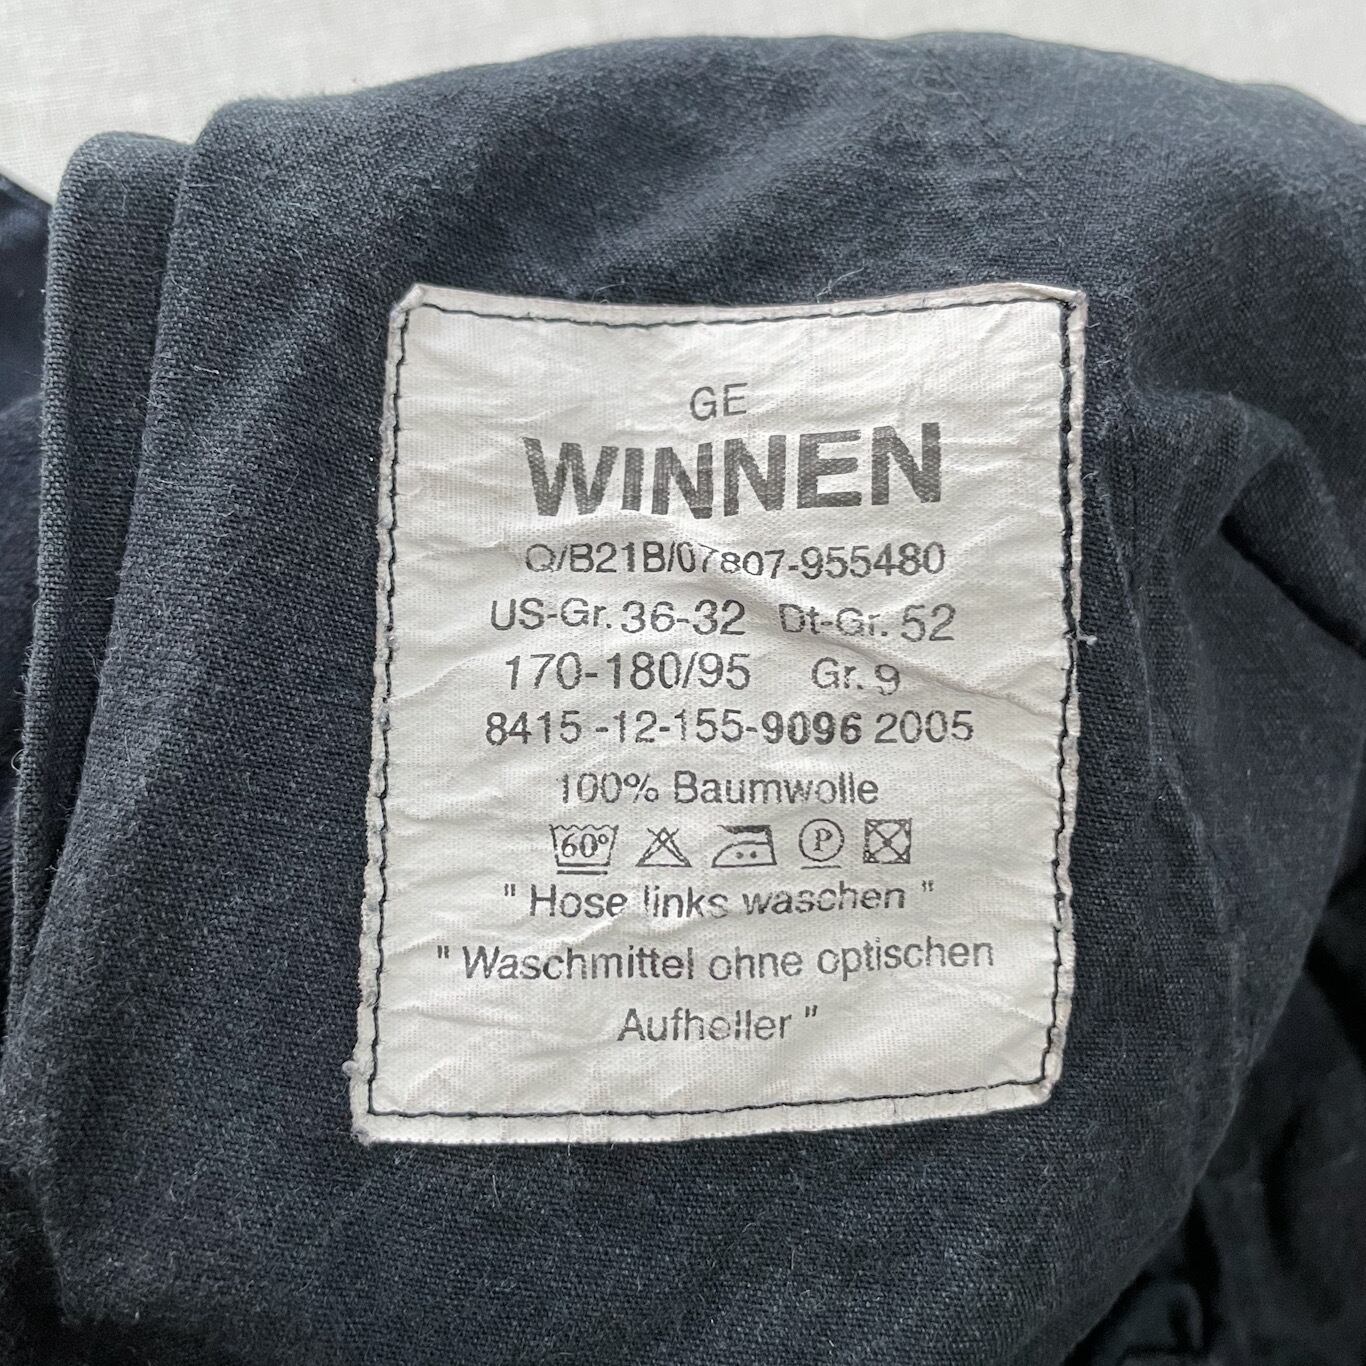 GE
WINNEN
Q/B21B/07807-955480
US-Gr. 36-32 Dt-Gr. 52
170-180/95 Gr. 9
8415-12-155-9096 2005
100% Baumwolle
60° P
" Hose links waschen "
" Waschmittel ohne optischen
Aufheller "